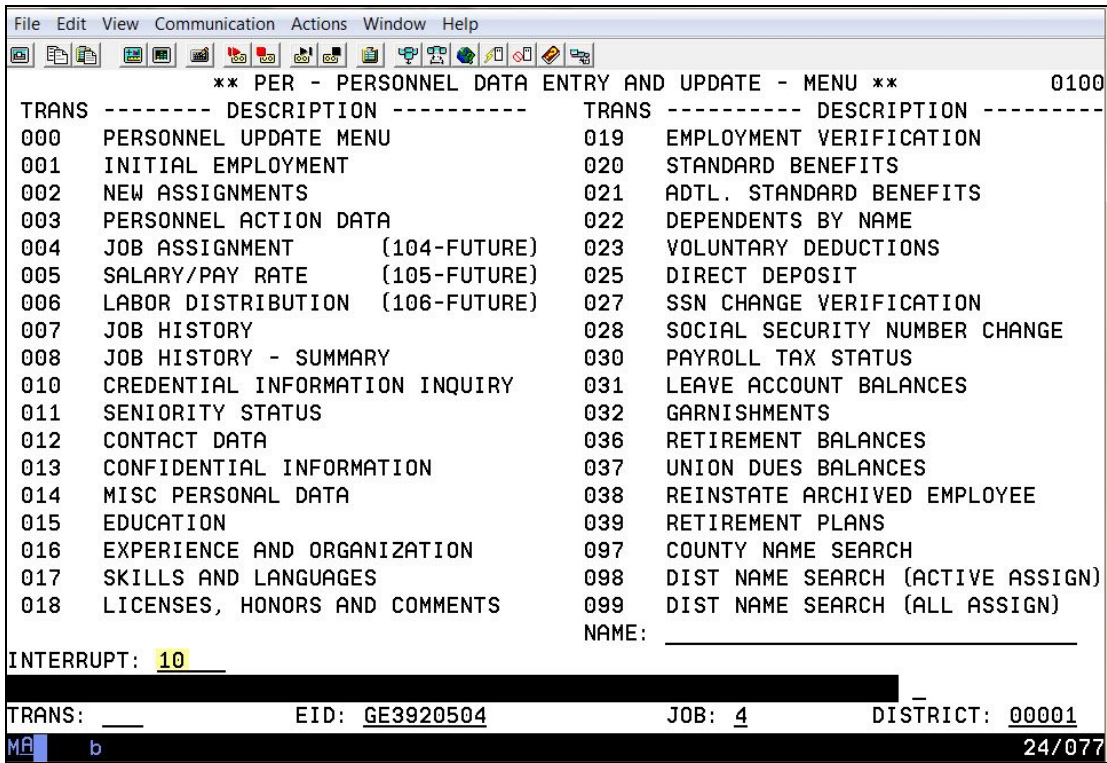 File Edit View Communication Actions Window Help
** PER - PERSONNEL DATA ENTRY AND UPDATE - MENU ** 0100
TRANS -------- DESCRIPTION ---------- TRANS ---------- DESCRIPTION ---------
000 PERSONNEL UPDATE MENU 019 EMPLOYMENT VERIFICATION
001 INITIAL EMPLOYMENT 020 STANDARD BENEFITS
002 NEW ASSIGNMENTS 021 ADTL. STANDARD BENEFITS
003 PERSONNEL ACTION DATA 022 DEPENDENTS BY NAME
004 JOB ASSIGNMENT (104-FUTURE) 023 VOLUNTARY DEDUCTIONS
005 SALARY/PAY RATE (105-FUTURE) 025 DIRECT DEPOSIT
006 LABOR DISTRIBUTION (106-FUTURE) 027 SSN CHANGE VERIFICATION
007 JOB HISTORY 028 SOCIAL SECURITY NUMBER CHANGE
008 JOB HISTORY - SUMMARY 030 PAYROLL TAX STATUS
010 CREDENTIAL INFORMATION INQUIRY 031 LEAVE ACCOUNT BALANCES
011 SENIORITY STATUS 032 GARNISHMENTS
012 CONTACT DATA 036 RETIREMENT BALANCES
013 CONFIDENTIAL INFORMATION 037 UNION DUES BALANCES
014 MISC PERSONAL DATA 038 REINSTATE ARCHIVED EMPLOYEE
015 EDUCATION 039 RETIREMENT PLANS
016 EXPERIENCE AND ORGANIZATION 097 COUNTY NAME SEARCH
017 SKILLS AND LANGUAGES 098 DIST NAME SEARCH (ACTIVE ASSIGN)
018 LICENSES, HONORS AND COMMENTS 099 DIST NAME SEARCH (ALL ASSIGN)
NAME:
INTERRUPT: 10
TRANS: ___ EID: GE3920504 JOB: 4 DISTRICT: 00001
MA b 24/077